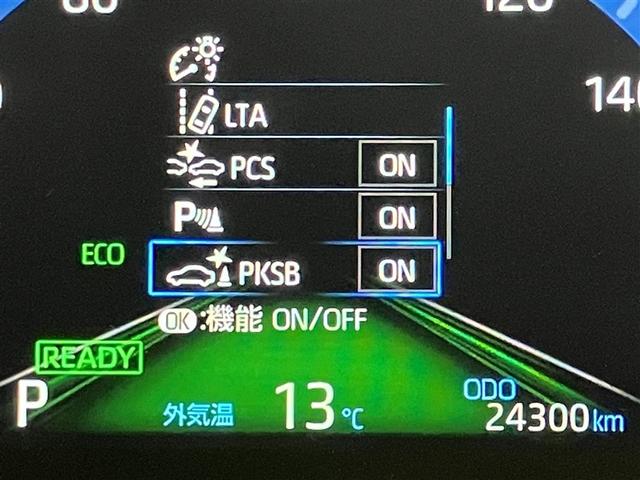 80
120
140
LTA
PCS ON
P ON
ECO
PKSB ON
OK:機能 ON/OFF
READY
P
外気温 13℃
ODO
24300km